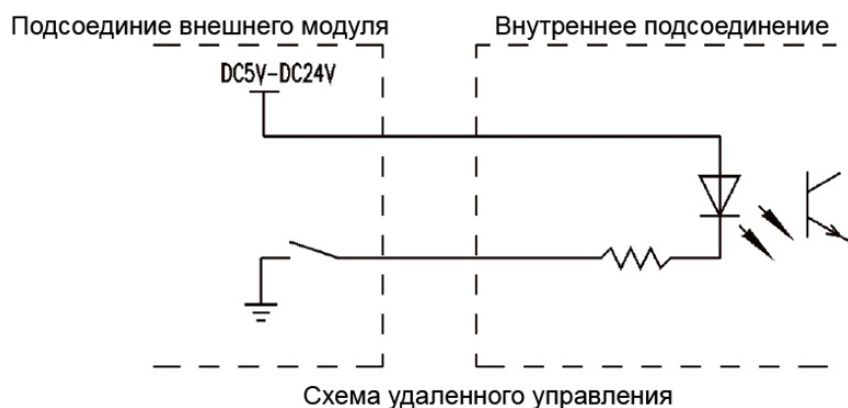 Подсоединие внешнего модуля
Внутреннее подсоединение
DC5V-DC24V
Схема удаленного управления